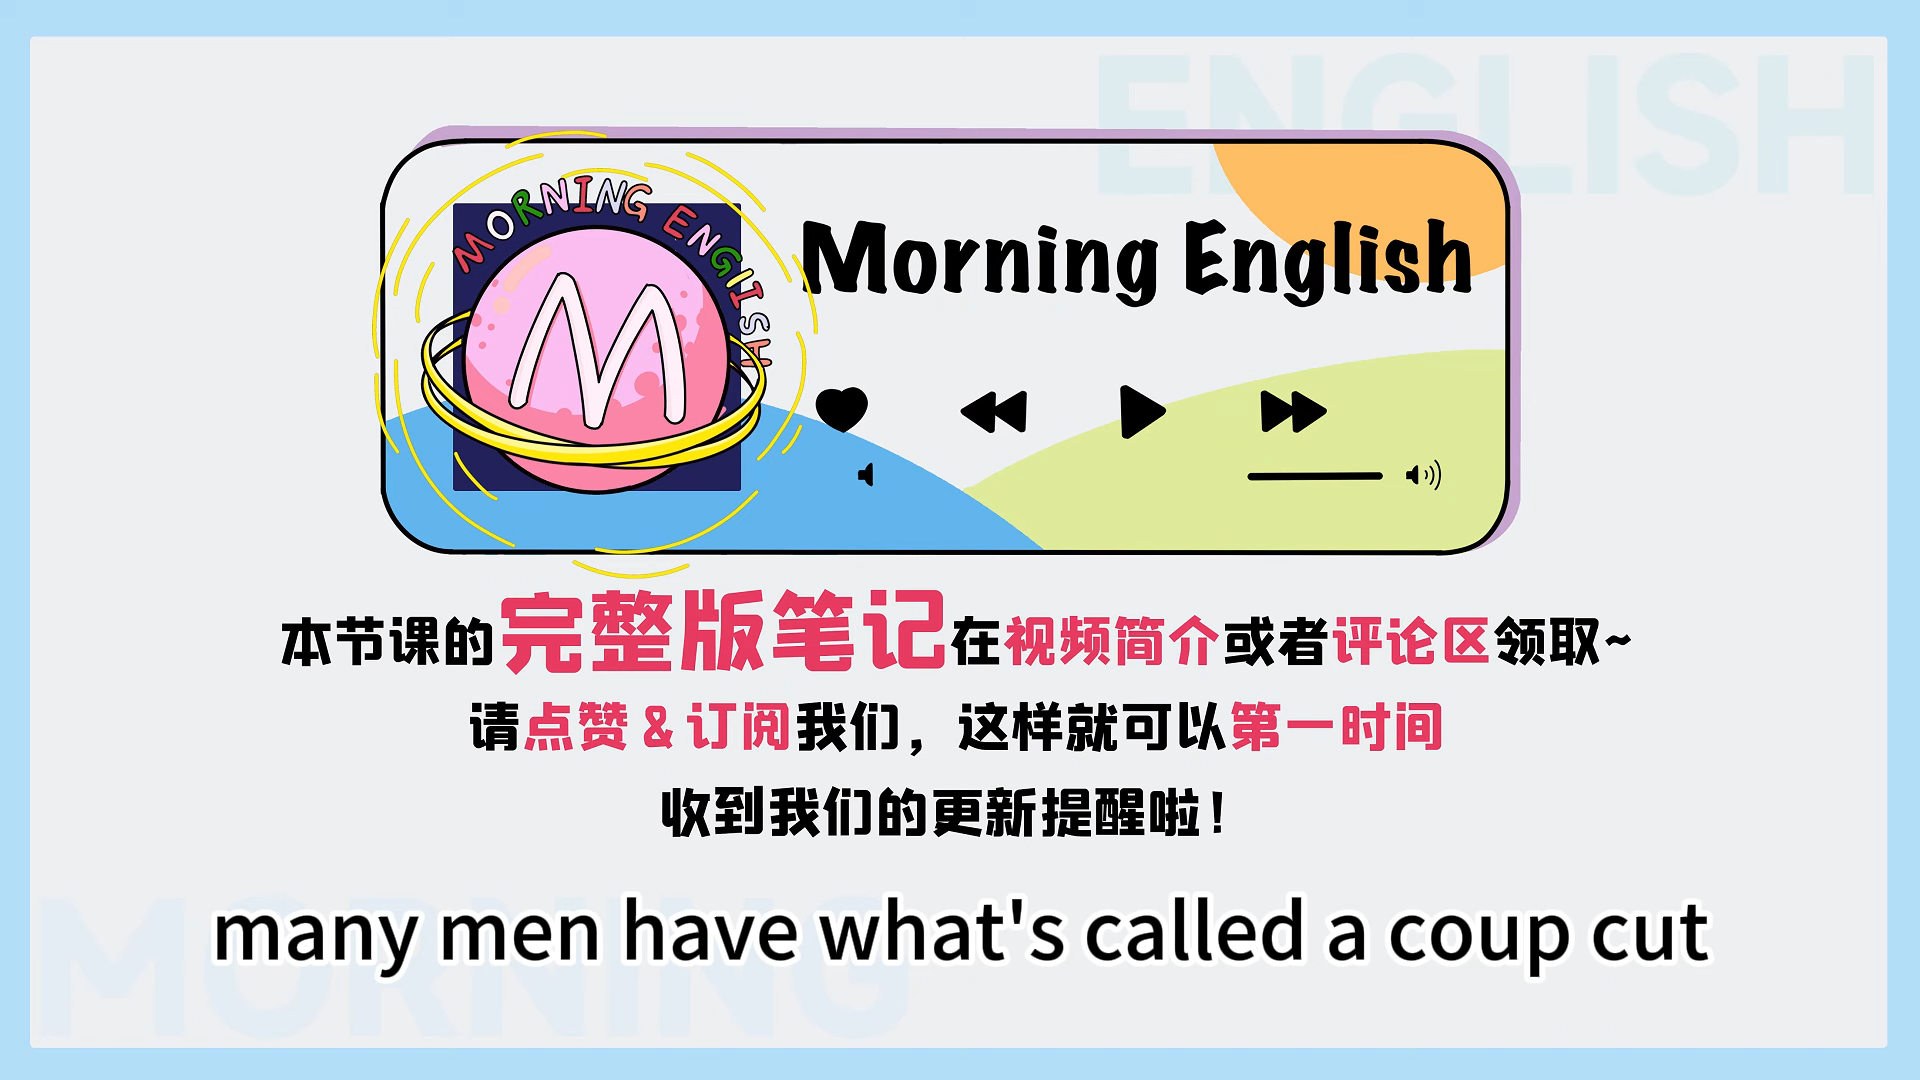 ENGLISH
MORNING ENGLISH
M
Morning English
本节课的完整版笔记在视频简介或者评论区领取~
请点赞&订阅我们，这样就可以第一时间
收到我们的更新提醒啦！
MORNING
many men have what's called a coup cut